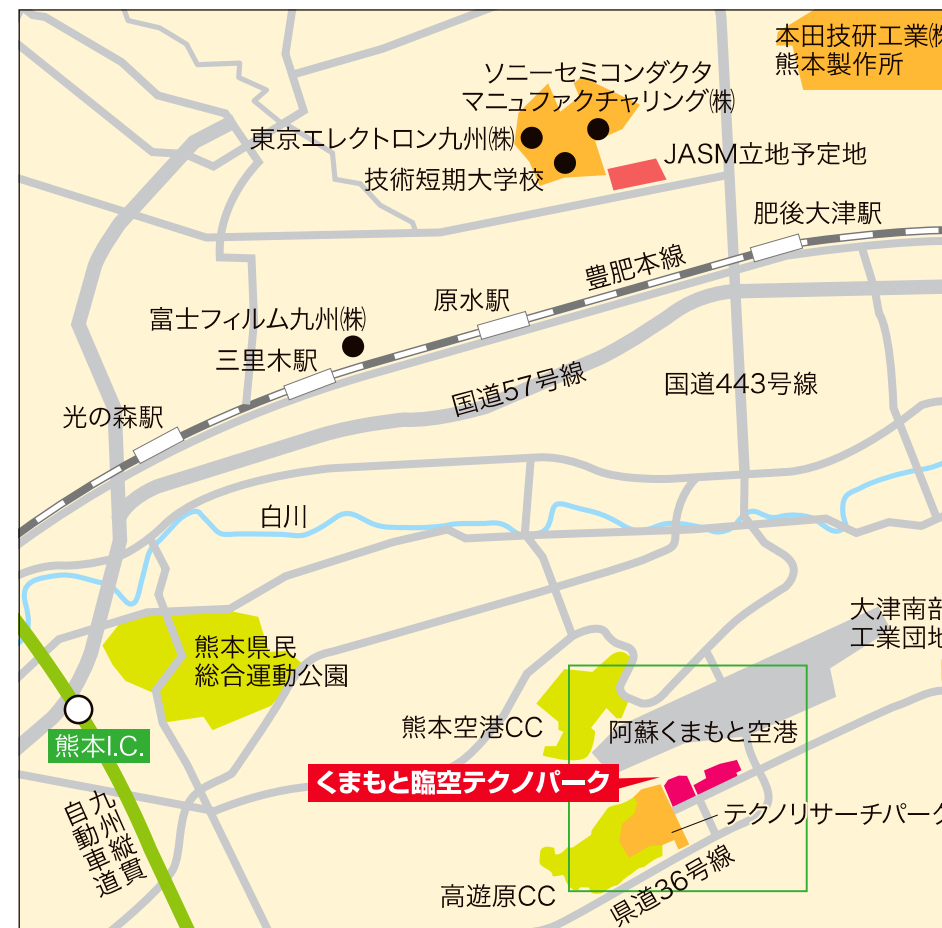 本田技研工業㈱
熊本製作所
ソニーセミコンダクタ
マニュファクチャリング㈱
東京エレクトロン九州㈱
JASM立地予定地
技術短期大学校
肥後大津駅
豊肥本線
原水駅
富士フィルム九州㈱
三里木駅
国道57号線
国道443号線
光の森駅
白川
大津南部
工業団地
熊本県民
総合運動公園
熊本空港CC
阿蘇くまもと空港
熊本I.C.
くまもと臨空テクノパーク
九州縦貫
自動車道
テクノリサーチパーク
高遊原CC
県道36号線